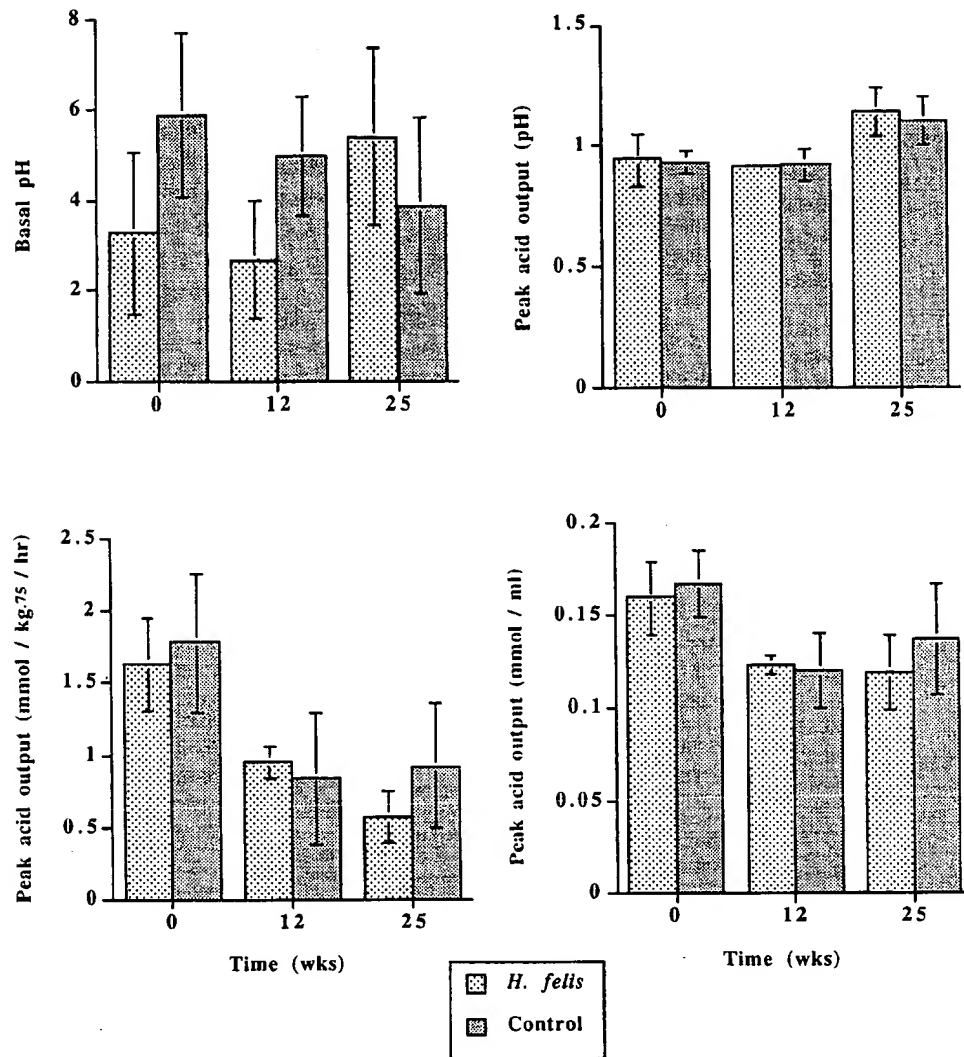 Basal pH
8
6
4
2
0
0 12 25
Peak acid output (pH)
1.5
1
0.5
0
0 12 25
Peak acid output (mmol / kg.75 / hr)
2.5
2
1.5
1
0.5
0
0 12 25
Time (wks)
Peak acid output (mmol / ml)
0.2
0.15
0.1
0.05
0
0 12 25
Time (wks)
H. felis
Control